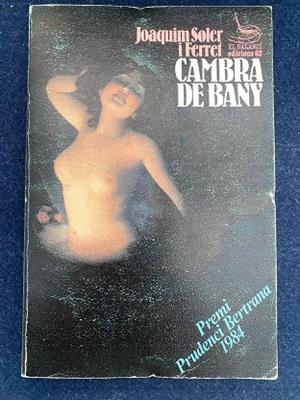 Joaquim Soler
i Ferret
CAMBRA
DE BANY
EL BALANCÍ
edicions 62
Premi
Prudenci Bertrana
1984